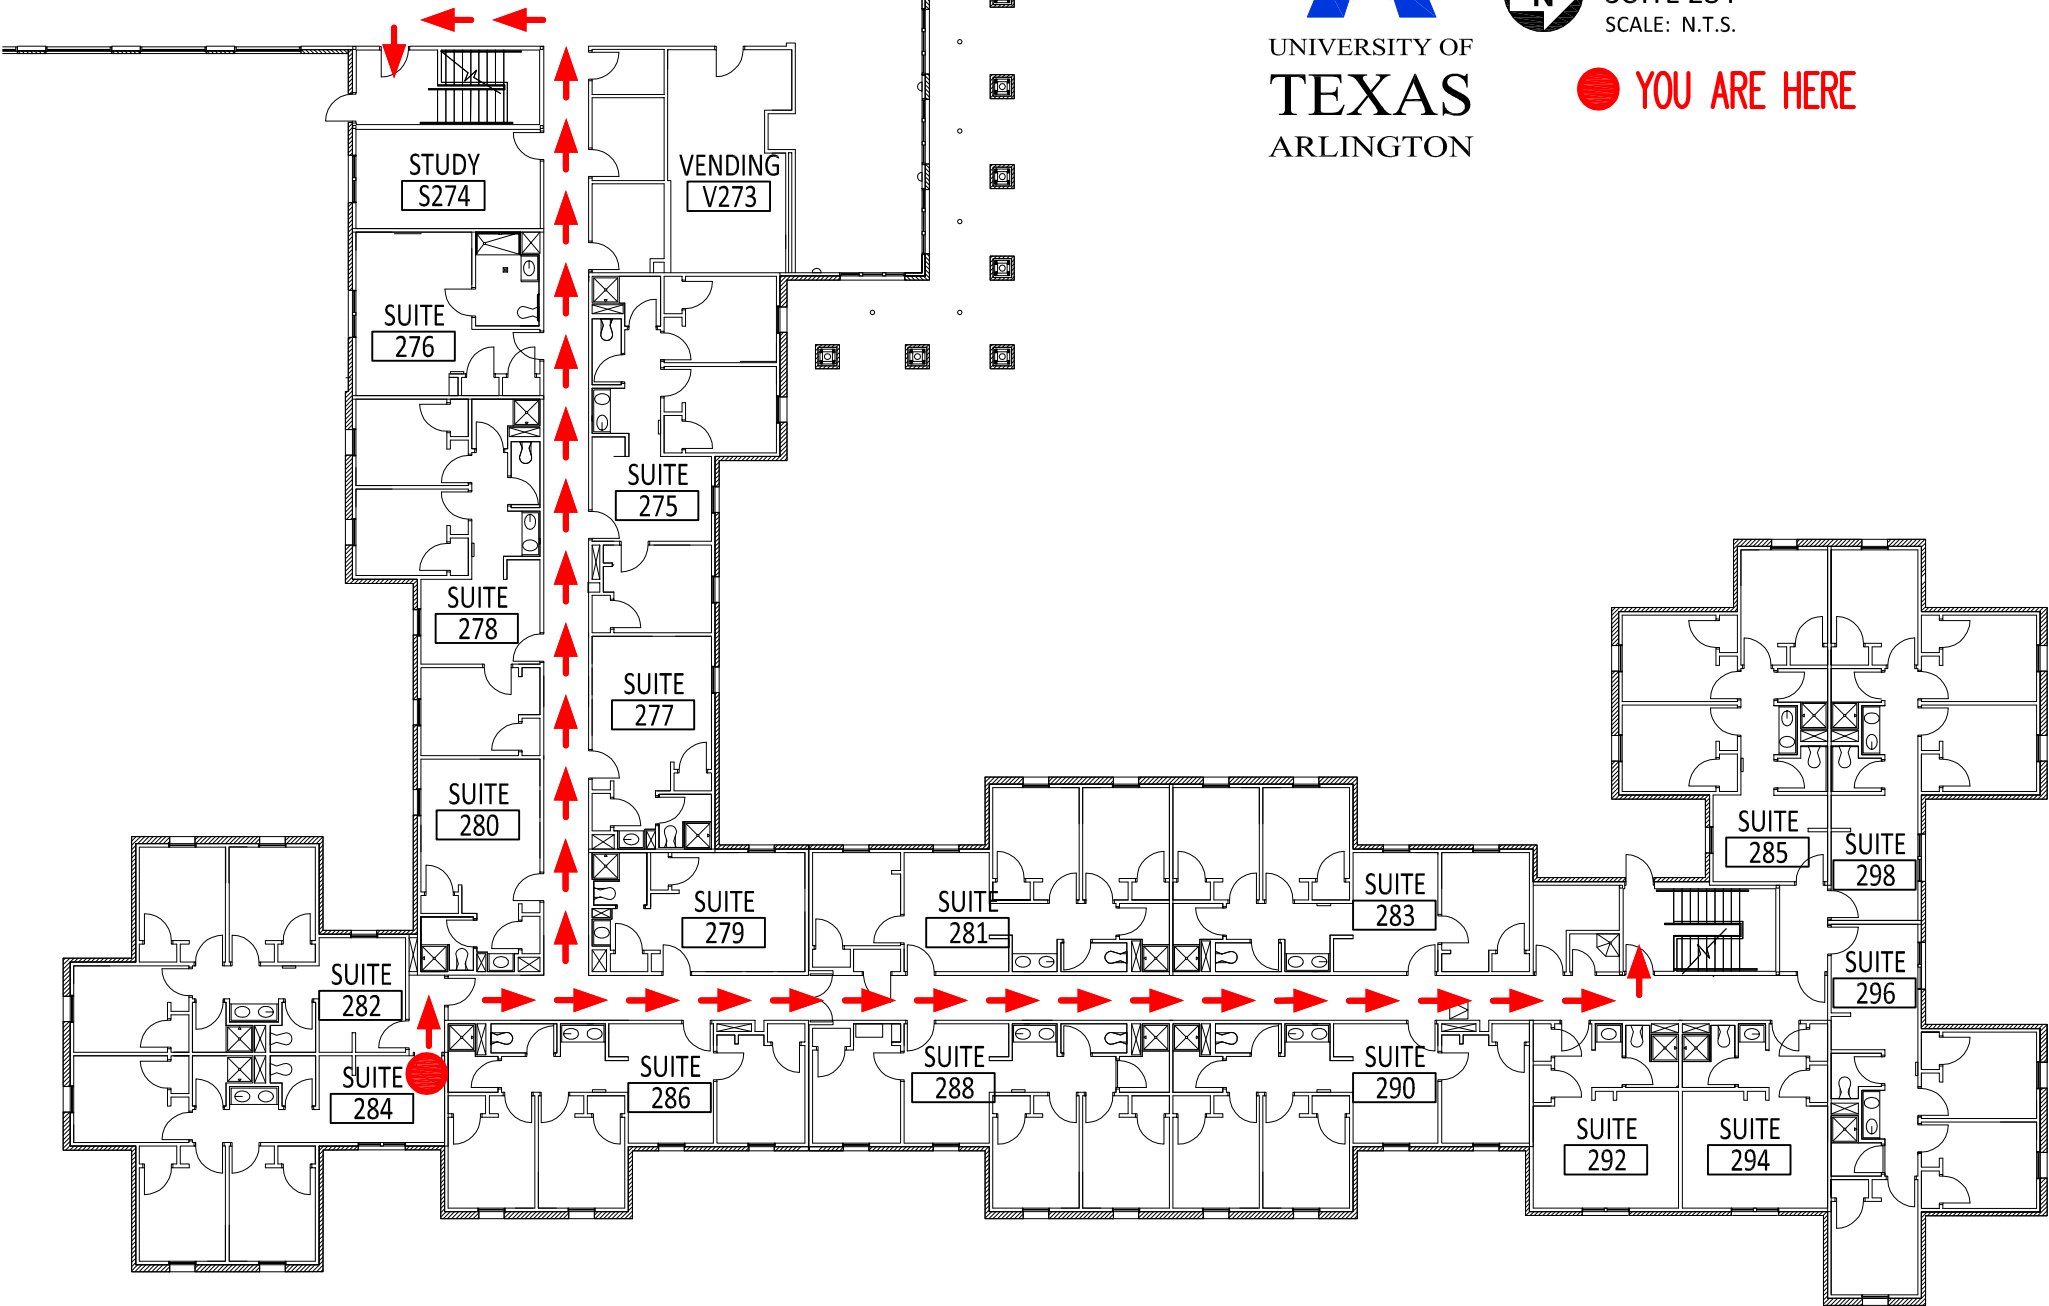 UNIVERSITY OF
TEXAS
ARLINGTON
N
SCALE: N.T.S.
YOU ARE HERE
STUDY
S274
VENDING
V273
SUITE
276
SUITE
275
SUITE
278
SUITE
277
SUITE
280
SUITE
279
SUITE
281
SUITE
283
SUITE
285
SUITE
298
SUITE
282
SUITE
296
SUITE
284
SUITE
286
SUITE
288
SUITE
290
SUITE
292
SUITE
294